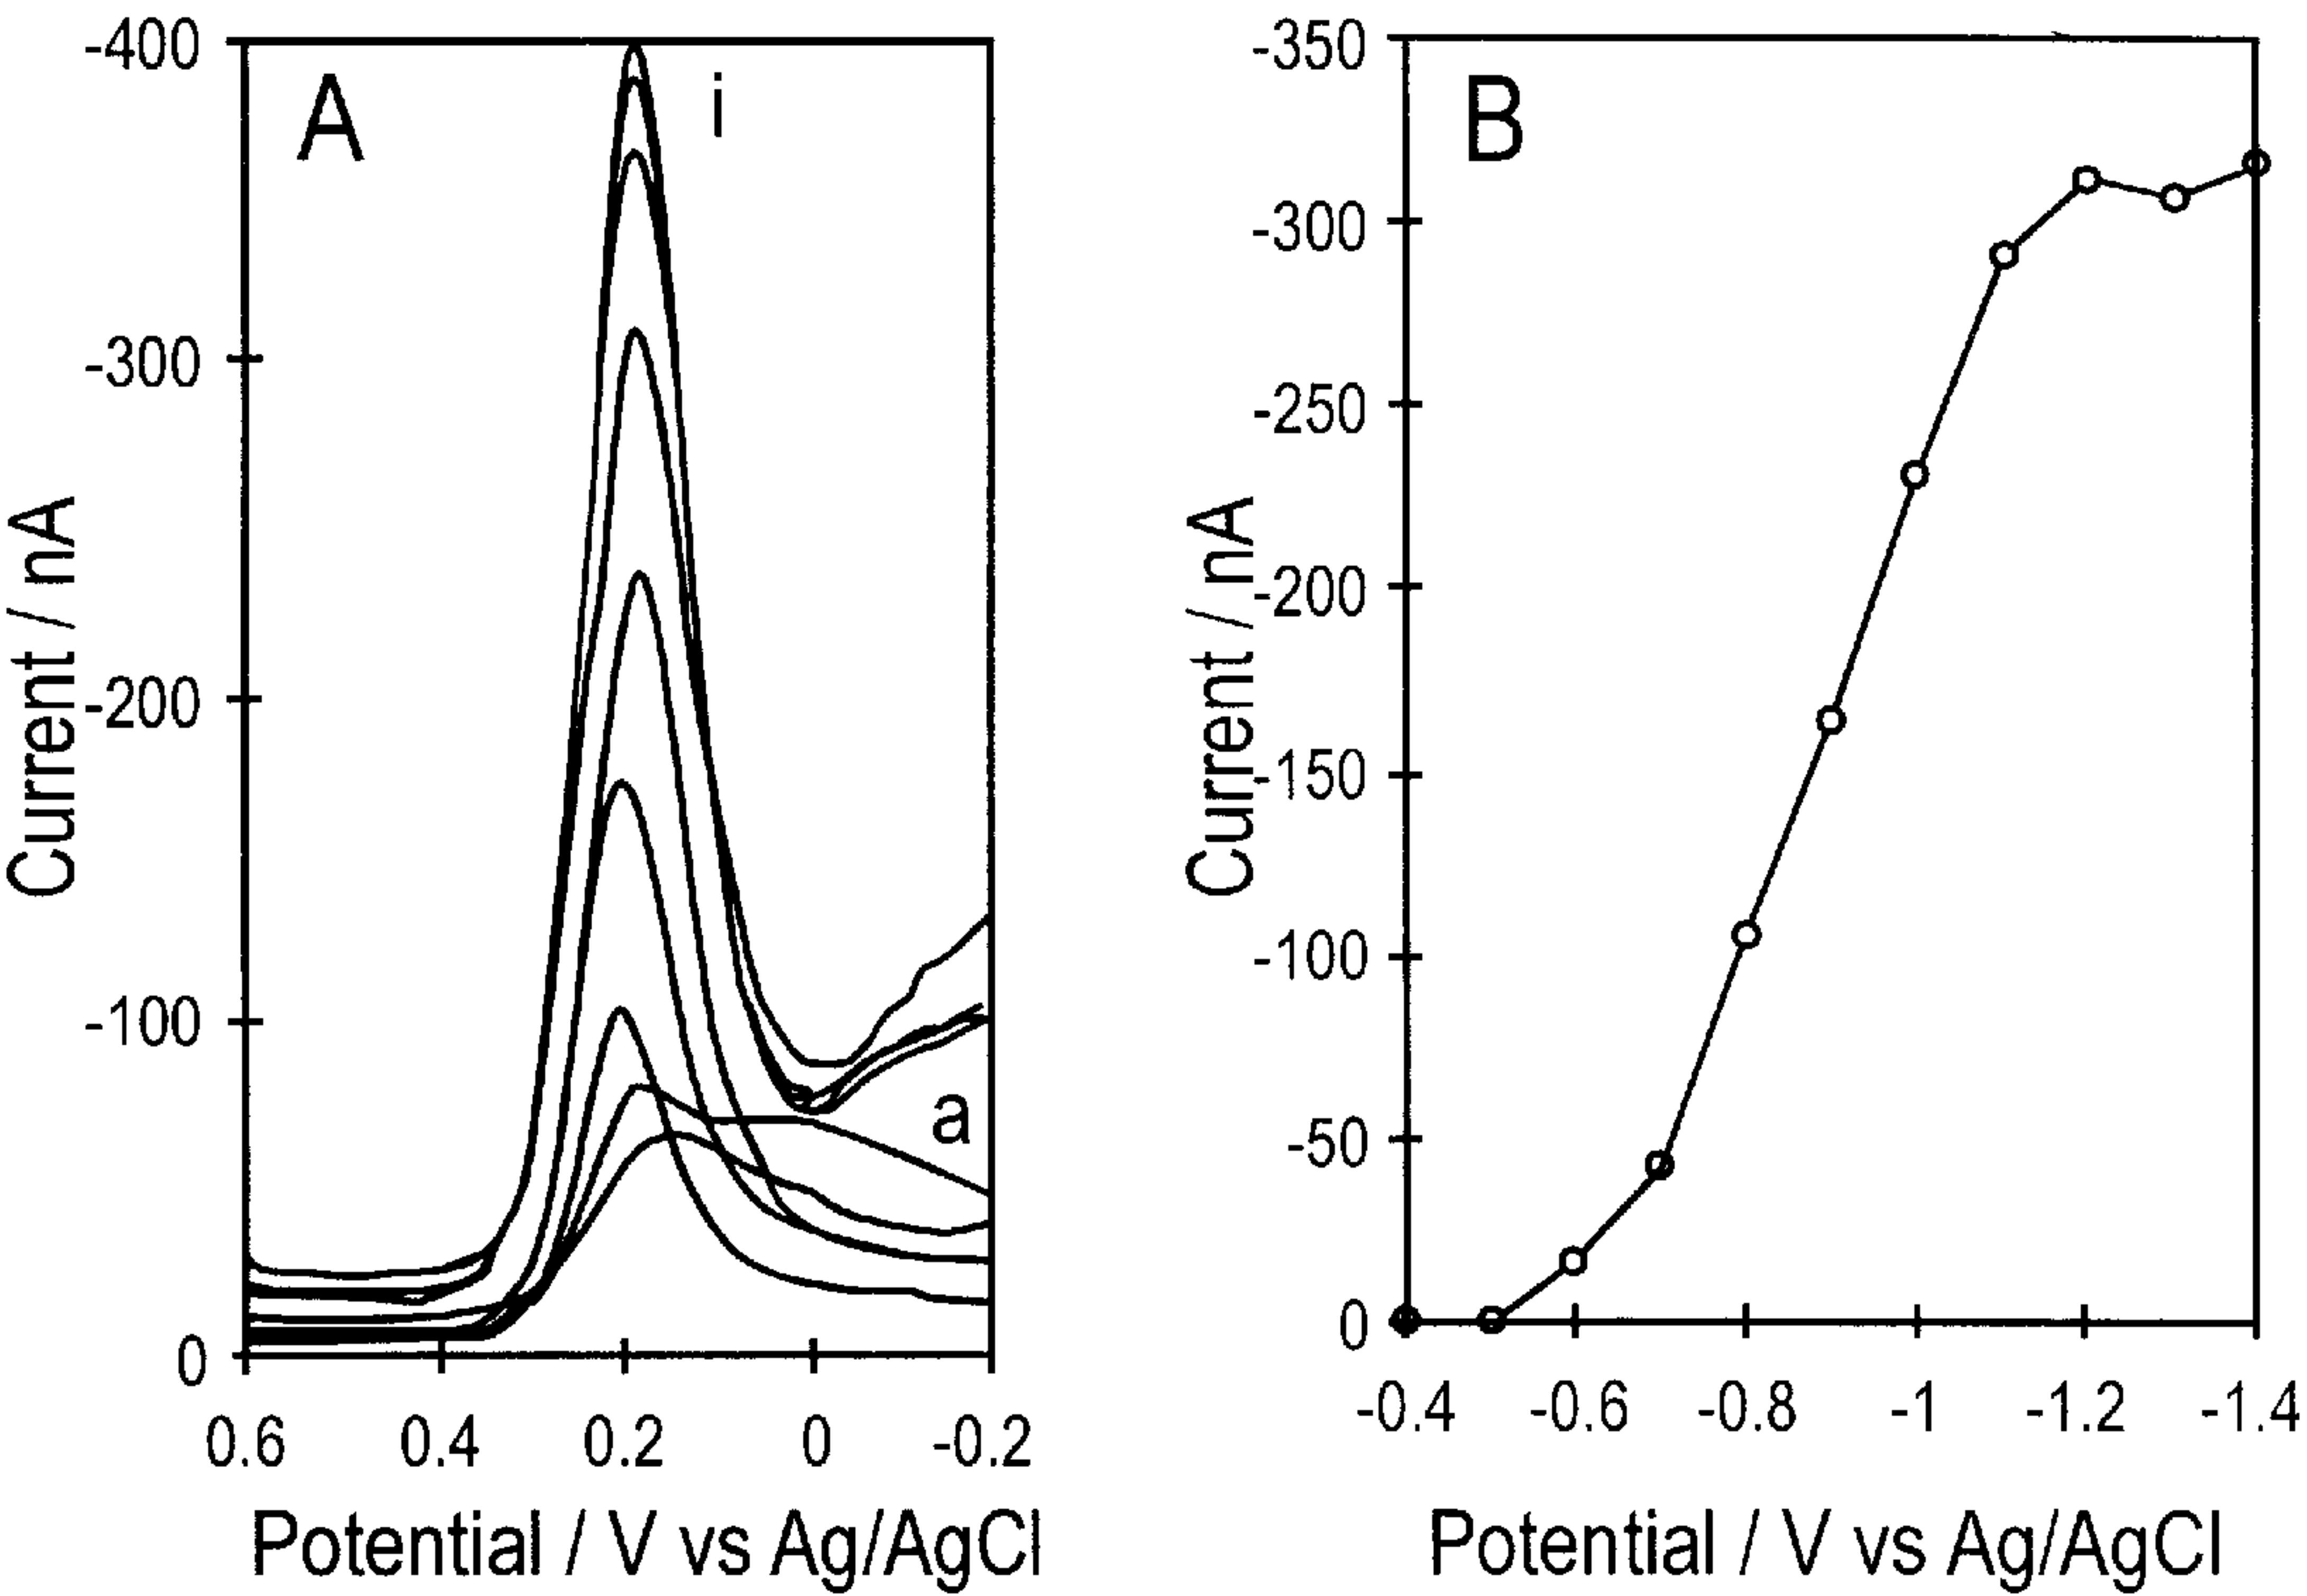 A
i
a
-400
-300
-200
-100
0
0.6 0.4 0.2 0 -0.2
Current / nA
Potential / V vs Ag/AgCl
B
-350
-300
-250
-200
-150
-100
-50
0
-0.4 -0.6 -0.8 -1 -1.2 -1.4
Current / nA
Potential / V vs Ag/AgCl